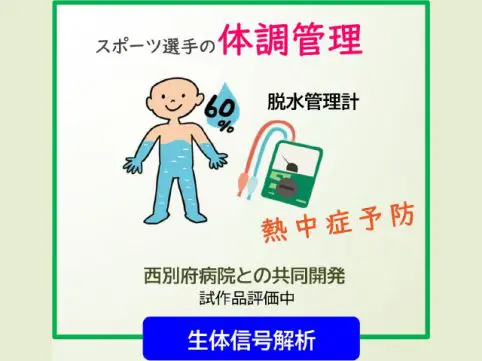 スポーツ選手の体調管理
60%
脱水管理計
熱中症予防
西別府病院との共同開発
試作品評価中
生体信号解析